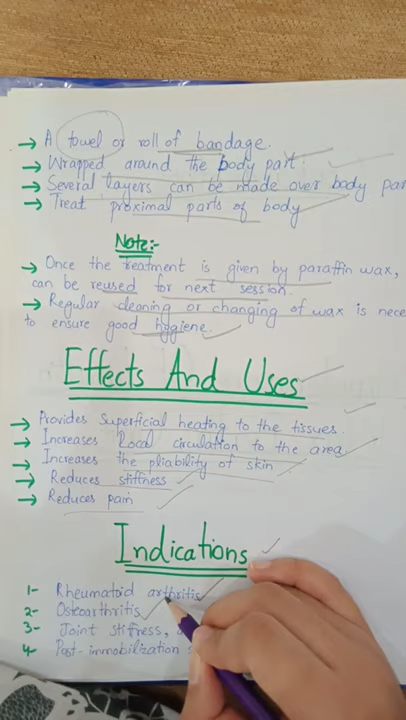 → A towel or roll of bandage.
→ Wrapped around the body part.
→ Several layers can be made over body par
→ Treat proximal parts of body
Note:-
→ Once the treatment is given by paraffin wax,
can be reused for next session.
→ Regular cleaning or changing of wax is nece
to ensure good hygiene.
Effects And Uses
→ Provides superficial heating to the tissues.
→ Increases local circulation to the area
→ Increases the pliability of skin
→ Reduces stiffness
→ Reduces pain
Indications
1- Rheumatoid arthritis
2- Osteoarthritis
3- Joint stiffness,
4- Post-immobilization s